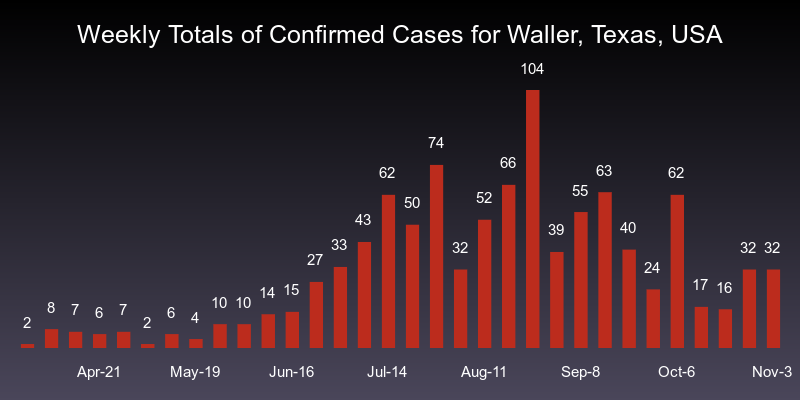 Weekly Totals of Confirmed Cases for Waller, Texas, USA
2 8 7 6 7 2 6 4 10 10 14 15 27 33 43 62 50 74 32 52 66 104 39 55 63 40 24 62 17 16 32 32
Apr-21 May-19 Jun-16 Jul-14 Aug-11 Sep-8 Oct-6 Nov-3